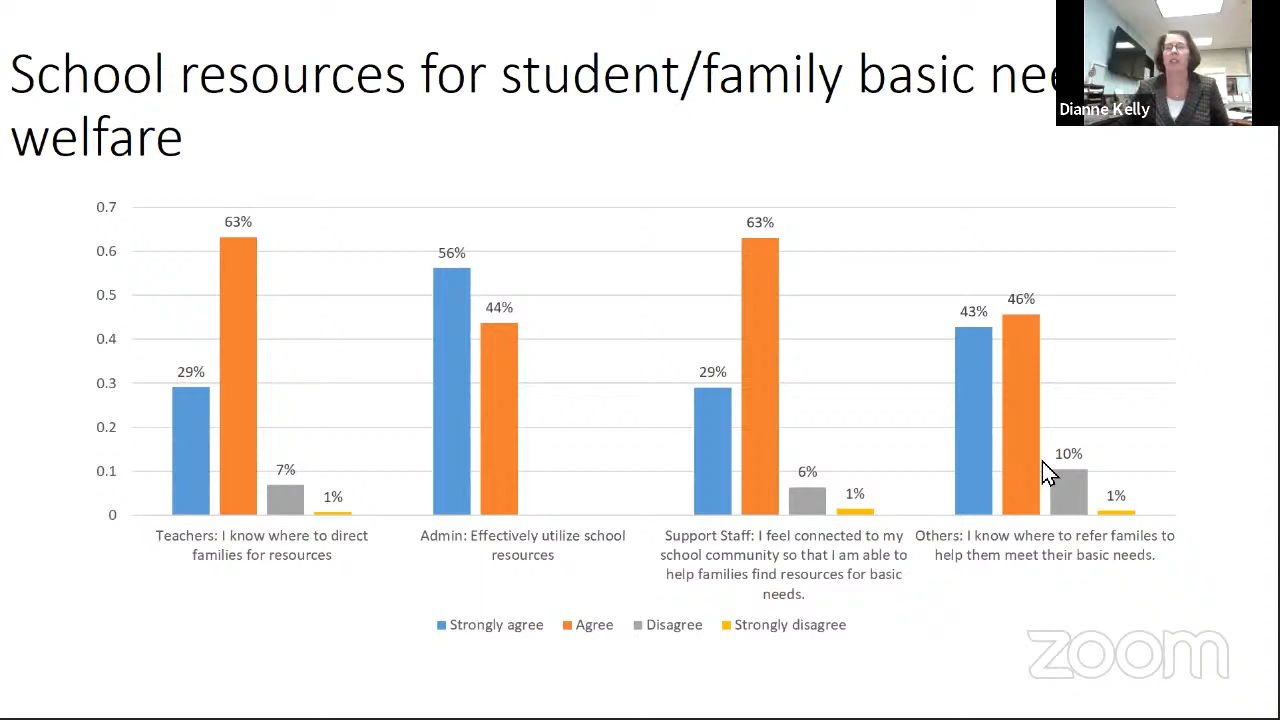 School resources for student/family basic
welfare
Dianne Kelly
0.7
0.6
0.5
0.4
0.3
0.2
0.1
0
29%
63%
7%
1%
56%
44%
29%
63%
6%
1%
43%
46%
10%
1%
Teachers: I know where to direct
families for resources
Admin: Effectively utilize school
resources
Support Staff: I feel connected to my
school community so that I am able to
help families find resources for basic
needs.
Others: I know where to refer familes to
help them meet their basic needs.
Strongly agree
Agree
Disagree
Strongly disagree
zoom